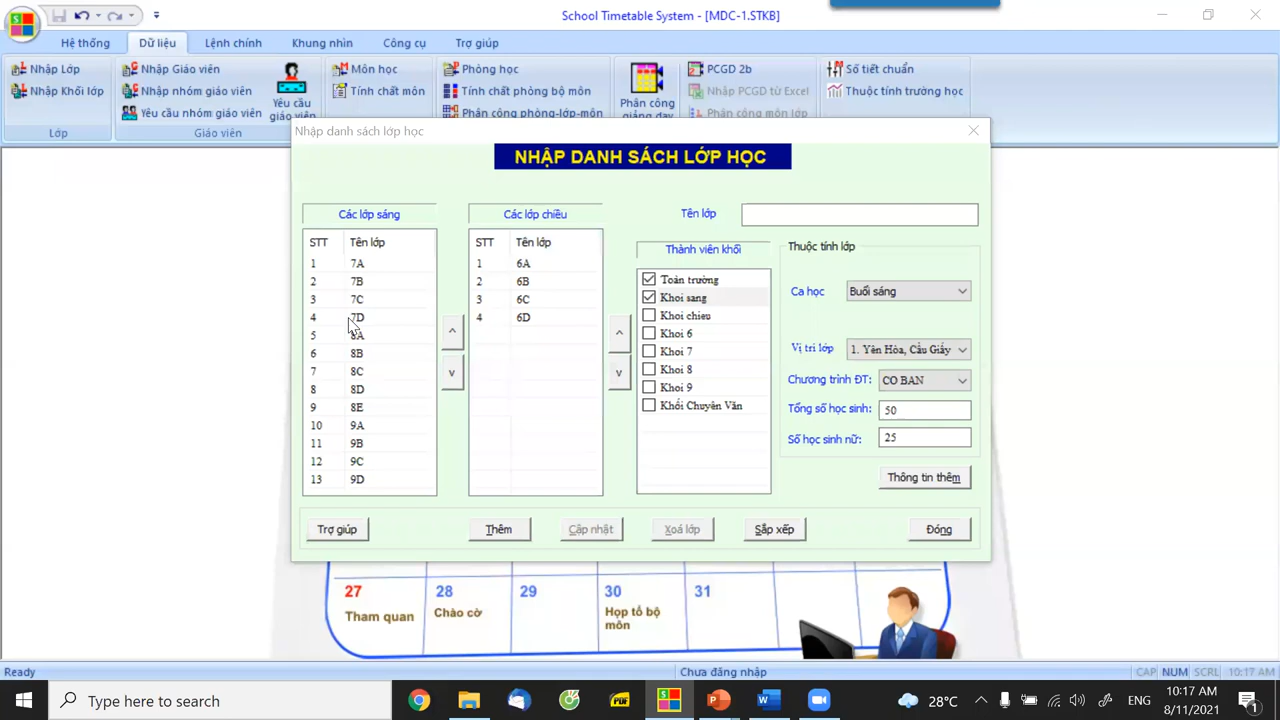 School Timetable System - [MDC-1.STKB]
Hệ thống
Dữ liệu
Lệnh chính
Khung nhìn
Công cụ
Trợ giúp
Nhập Lớp
Nhập Khối lớp
Lớp
Nhập Giáo viên
Nhập nhóm giáo viên
Yêu cầu nhóm giáo viên
Yêu cầu
giáo viên
Giáo viên
Môn học
Tính chất môn
Phòng học
Tính chất phòng bộ môn
Phân công phòng-lớp-môn
Phân công
giảng dạy
PCGD 2b
Nhập PCGD từ Excel
Phân công môn lớp
Số tiết chuẩn
Thuộc tính trường học
Nhập danh sách lớp học
NHẬP DANH SÁCH LỚP HỌC
Các lớp sáng
STT Tên lớp
1 7A
2 7B
3 7C
4 7D
5 8A
6 8B
7 8C
8 8D
9 8E
10 9A
11 9B
12 9C
13 9D
Các lớp chiều
STT Tên lớp
1 6A
2 6B
3 6C
4 6D
Tên lớp
Thành viên khối
Toàn trường
Khoi sang
Khoi chieu
Khoi 6
Khoi 7
Khoi 8
Khoi 9
Khối Chuyên Văn
Thuộc tính lớp
Ca học Buổi sáng
Vị trí lớp 1. Yên Hòa, Cầu Giấy
Chương trình ĐT: CO BAN
Tổng số học sinh: 50
Số học sinh nữ: 25
Thông tin thêm
Trợ giúp
Thêm
Cập nhật
Xoá lớp
Sắp xếp
Đóng
27 28 29 30 31
Tham quan
Chào cờ
Họp tổ bộ
môn
Ready
Chưa đăng nhập
CAP NUM SCRL 10:17 AM
Type here to search
PDF
28°C
ENG
10:17 AM
8/11/2021
1